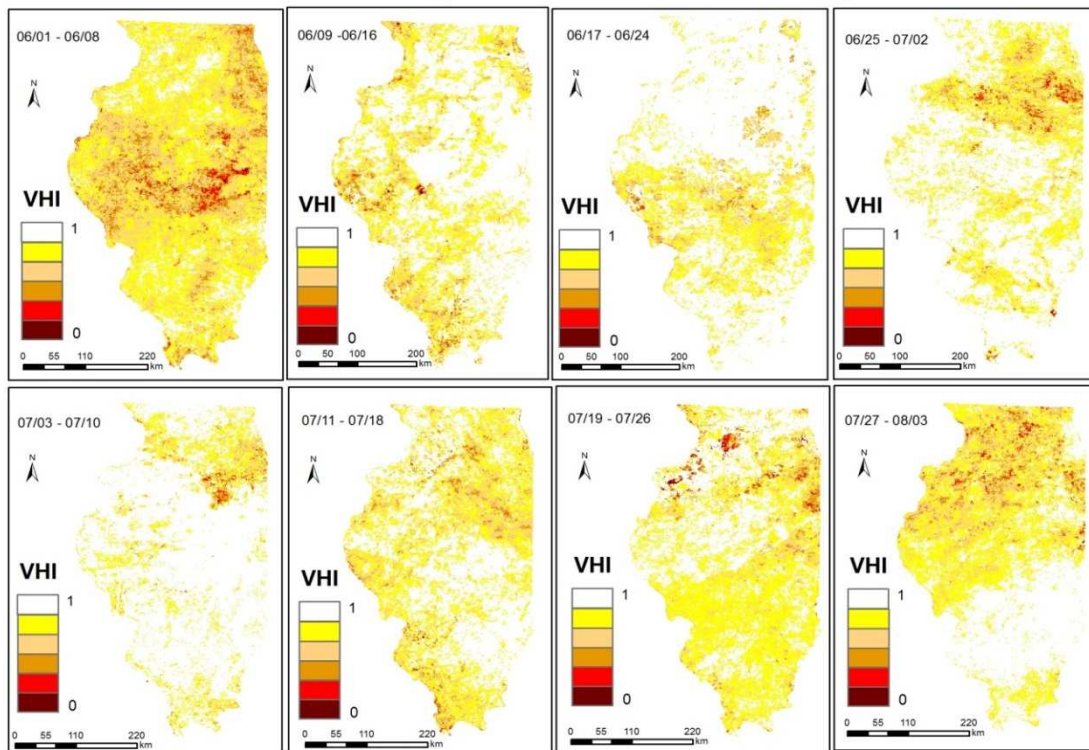 06/01 - 06/08
N
VHI
1
0
0 55 110 220
km
06/09 -06/16
N
VHI
1
0
0 50 100 200
km
06/17 - 06/24
N
VHI
1
0
0 50 100 200
km
06/25 - 07/02
N
VHI
1
0
0 50 100 200
km
07/03 - 07/10
N
VHI
1
0
0 55 110 220
km
07/11 - 07/18
N
VHI
1
0
0 55 110 220
km
07/19 - 07/26
N
VHI
1
0
0 55 110 220
km
07/27 - 08/03
N
VHI
1
0
0 55 110 220
km